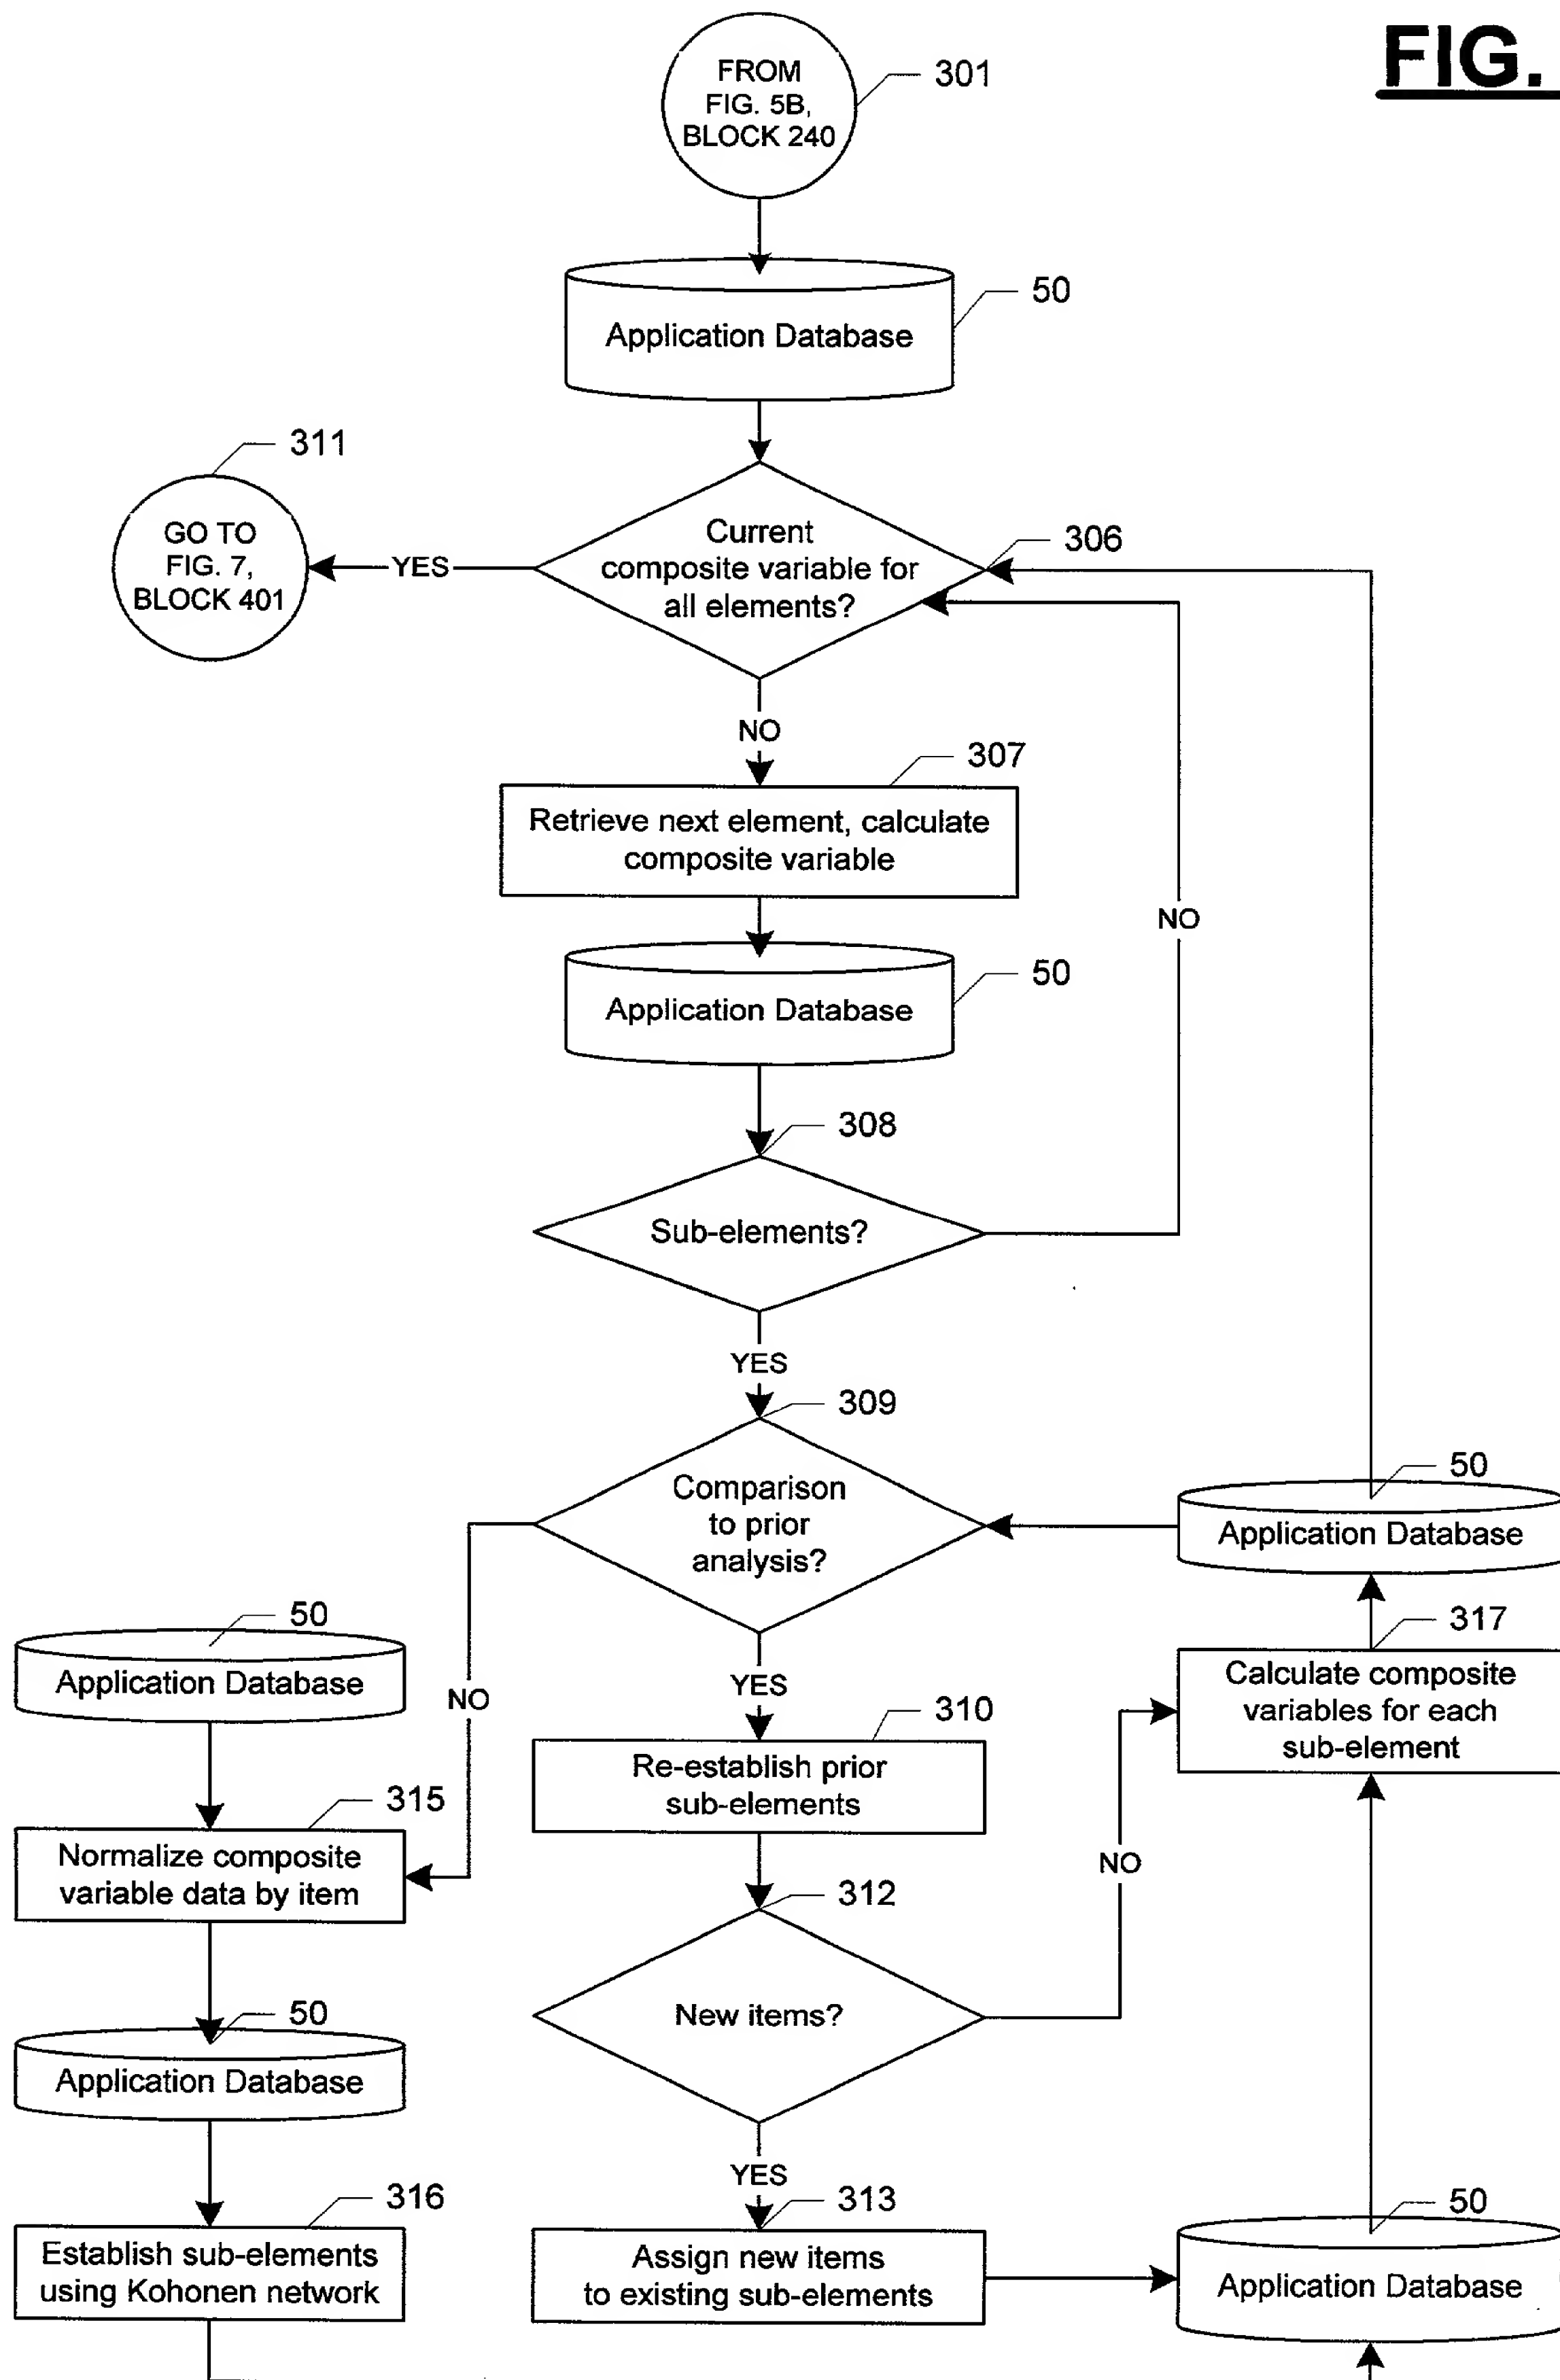 FIG.
FROM
FIG. 5B,
BLOCK 240
301
Application Database
50
311
GO TO
FIG. 7,
BLOCK 401
YES
Current
composite variable for
all elements?
306
NO
307
Retrieve next element, calculate
composite variable
NO
Application Database
50
308
Sub-elements?
YES
309
Comparison
to prior
analysis?
50
Application Database
50
Application Database
NO
YES
317
Calculate composite
variables for each
sub-element
310
Re-establish prior
sub-elements
315
Normalize composite
variable data by item
NO
312
New items?
50
Application Database
YES
316
Establish sub-elements
using Kohonen network
313
Assign new items
to existing sub-elements
50
Application Database